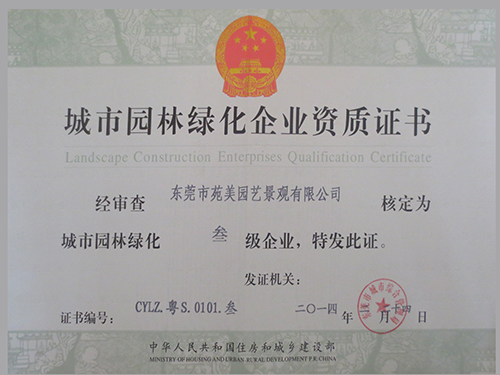 城市园林绿化企业资质证书
Landscape Construction Enterprises Qualification Certificate
经审查 东莞市苑美园艺景观有限公司 核定为
城市园林绿化 叁 级企业，特发此证。
发证机关：
证书编号： CYLZ.粤S.0101.叁 二〇一四 年 月 日
中华人民共和国住房和城乡建设部
MINISTRY OF HOUSING AND URBAN-RURAL DEVELOPMENT P.R CHINA